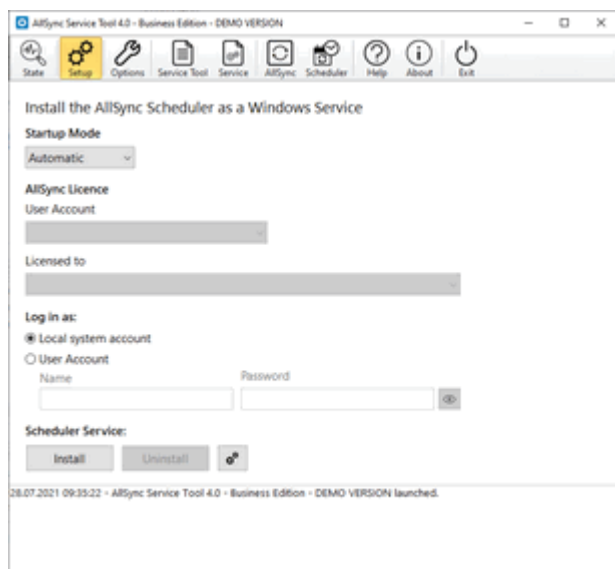 AllSync Service Tool 4.0 - Business Edition - DEMO VERSION
State Setup Options Service Tool Service AllSync Scheduler Help About Exit
Install the AllSync Scheduler as a Windows Service
Startup Mode
Automatic
AllSync Licence
User Account
Licensed to
Log in as:
Local system account
User Account
Name Password
Scheduler Service:
Install Uninstall
28.07.2021 09:35:22 - AllSync Service Tool 4.0 - Business Edition - DEMO VERSION launched.